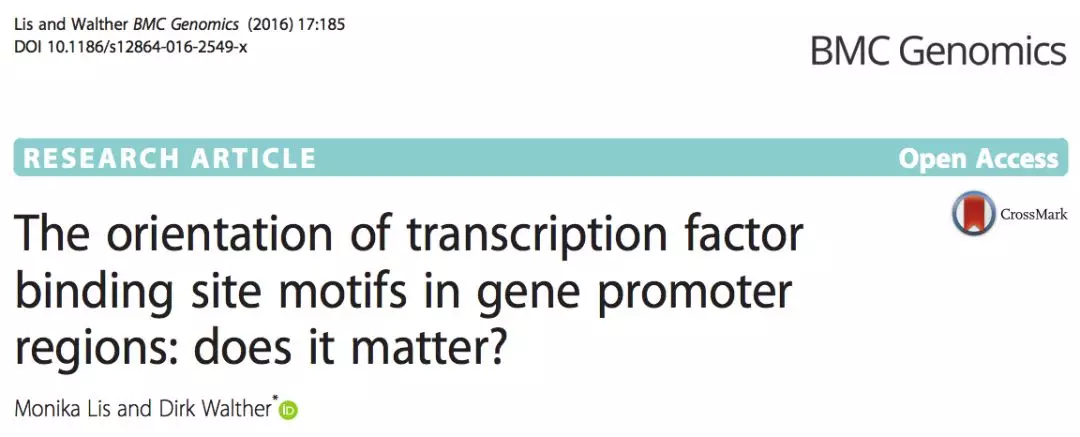 Lis and Walther BMC Genomics (2016) 17:185
DOI 10.1186/s12864-016-2549-x
BMC Genomics
RESEARCH ARTICLE
Open Access
CrossMark
The orientation of transcription factor
binding site motifs in gene promoter
regions: does it matter?
Monika Lis and Dirk Walther* iD